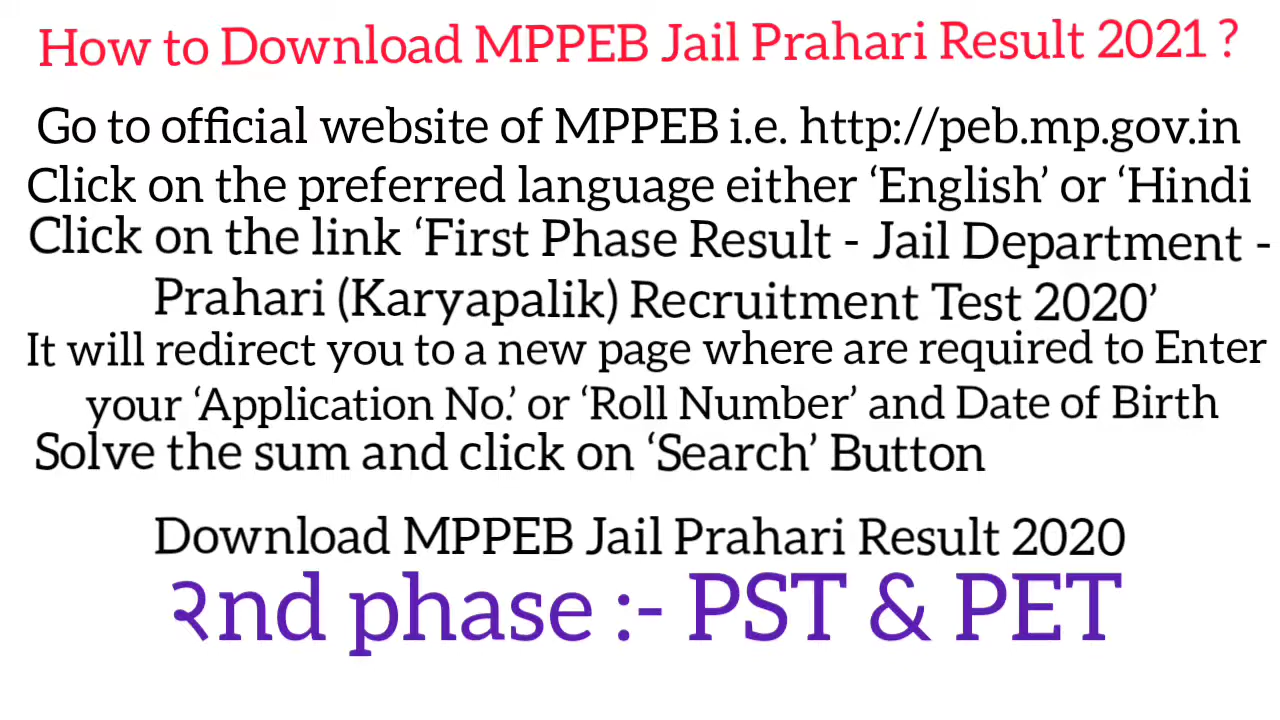 How to Download MPPEB Jail Prahari Result 2021 ?
Go to official website of MPPEB i.e. http://peb.mp.gov.in
Click on the preferred language either ‘English’ or ‘Hindi
Click on the link ‘First Phase Result - Jail Department -
Prahari (Karyapalik) Recruitment Test 2020’
It will redirect you to a new page where are required to Enter
your ‘Application No.’ or ‘Roll Number’ and Date of Birth
Solve the sum and click on ‘Search’ Button
Download MPPEB Jail Prahari Result 2020
२nd phase :- PST & PET